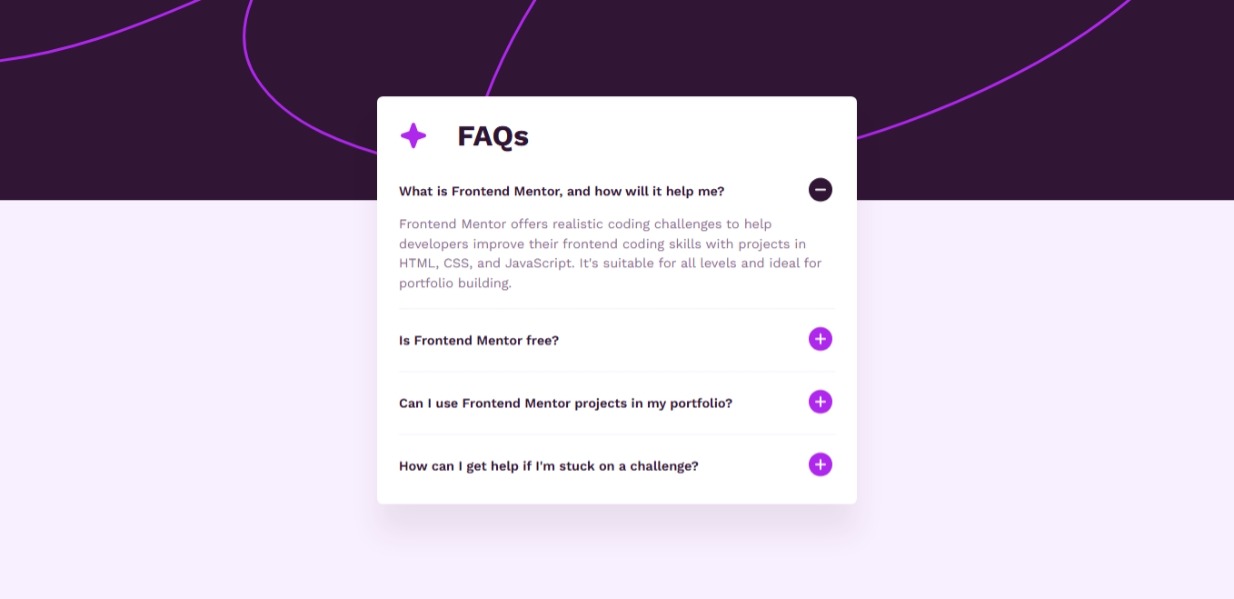 FAQs
What is Frontend Mentor, and how will it help me?
Frontend Mentor offers realistic coding challenges to help
developers improve their frontend coding skills with projects in
HTML, CSS, and JavaScript. It's suitable for all levels and ideal for
portfolio building.
Is Frontend Mentor free?
Can I use Frontend Mentor projects in my portfolio?
How can I get help if I'm stuck on a challenge?